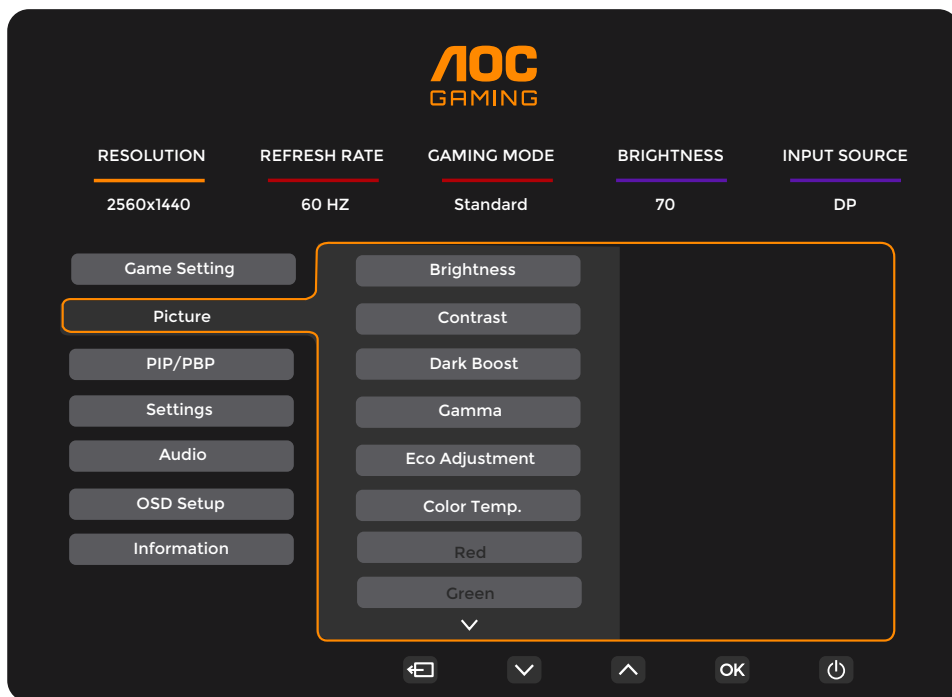 AOC
GAMING
RESOLUTION REFRESH RATE GAMING MODE BRIGHTNESS INPUT SOURCE
2560x1440 60 HZ Standard 70 DP
Game Setting
Picture
PIP/PBP
Settings
Audio
OSD Setup
Information
Brightness
Contrast
Dark Boost
Gamma
Eco Adjustment
Color Temp.
Red
Green
OK